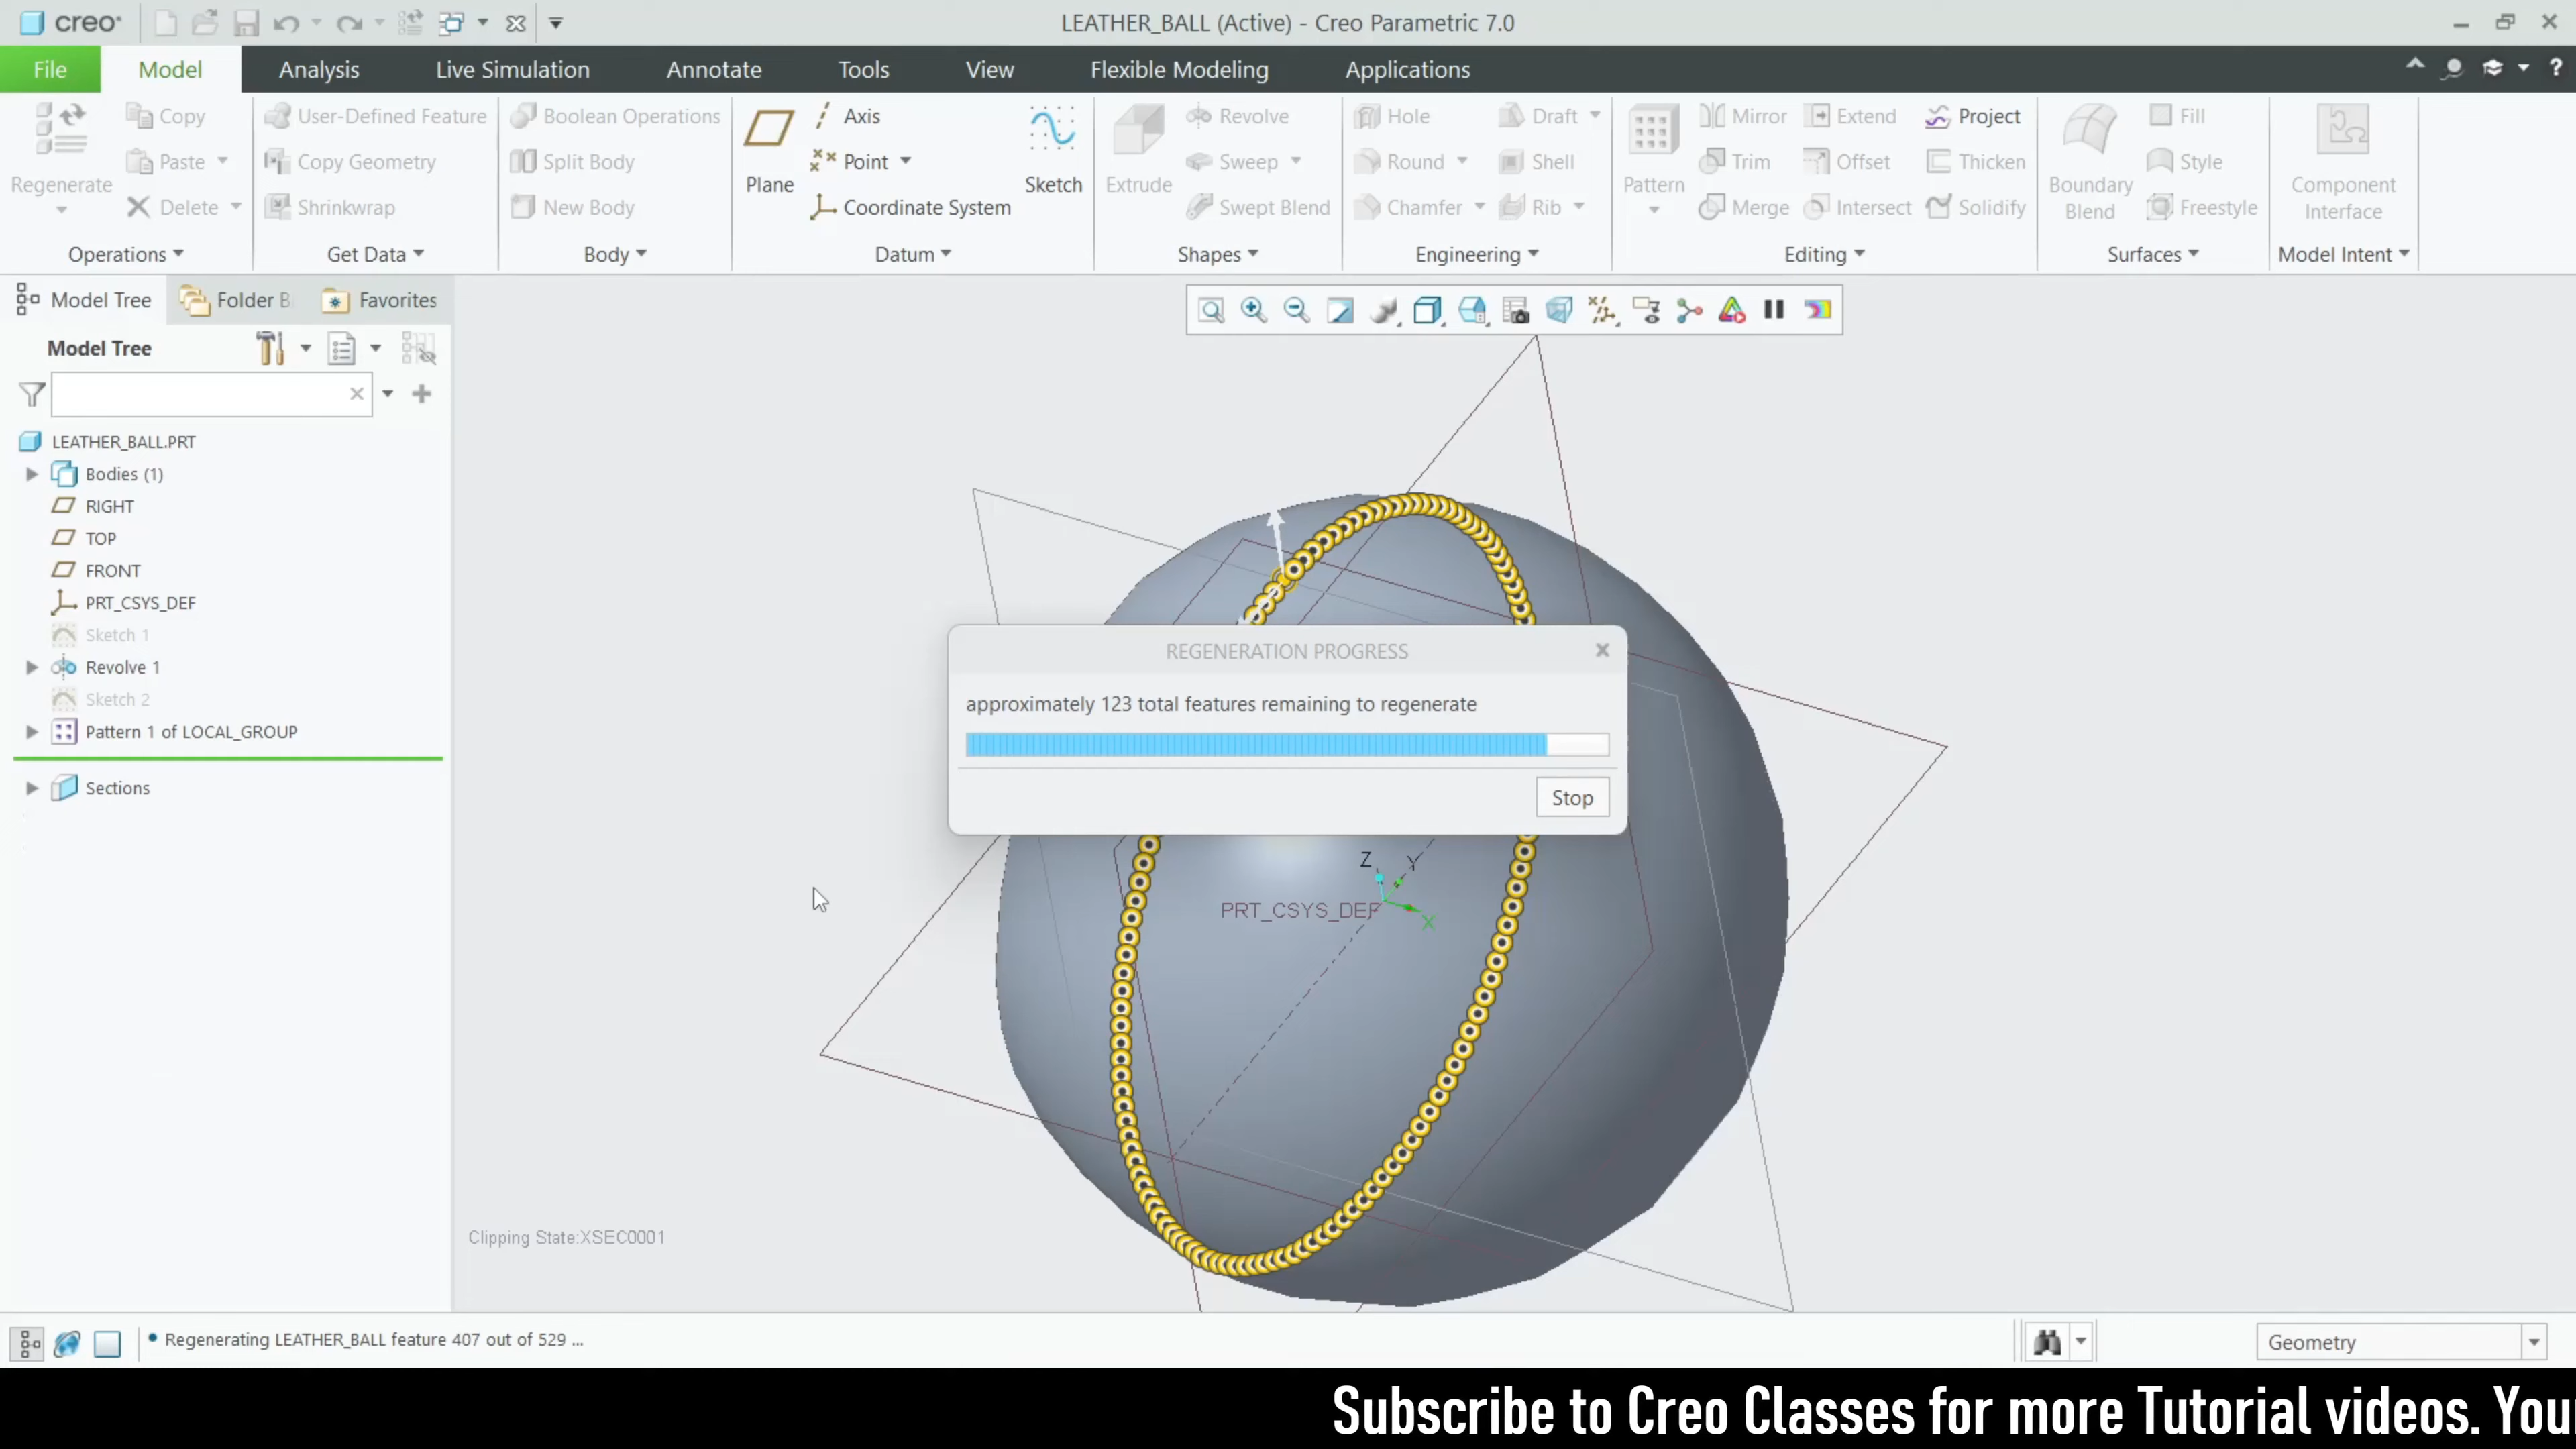 creo
LEATHER_BALL (Active) - Creo Parametric 7.0
File Model Analysis Live Simulation Annotate Tools View Flexible Modeling Applications
Regenerate
Copy
Paste
Delete
Operations
User-Defined Feature
Copy Geometry
Shrinkwrap
Get Data
Boolean Operations
Split Body
New Body
Body
Plane
Axis
Point
Coordinate System
Sketch
Datum
Extrude
Revolve
Sweep
Swept Blend
Shapes
Hole
Round
Chamfer
Draft
Shell
Rib
Engineering
Pattern
Mirror
Trim
Merge
Extend
Offset
Intersect
Project
Thicken
Solidify
Editing
Boundary
Blend
Fill
Style
Freestyle
Surfaces
Component
Interface
Model Intent
Model Tree Folder B Favorites
Model Tree
LEATHER_BALL.PRT
Bodies (1)
RIGHT
TOP
FRONT
PRT_CSYS_DEF
Sketch 1
Revolve 1
Sketch 2
Pattern 1 of LOCAL_GROUP
Sections
REGENERATION PROGRESS
approximately 123 total features remaining to regenerate
Stop
Z Y
PRT_CSYS_DEF
X
Clipping State:XSEC0001
Regenerating LEATHER_BALL feature 407 out of 529 ...
Geometry
Subscribe to Creo Classes for more Tutorial videos. You